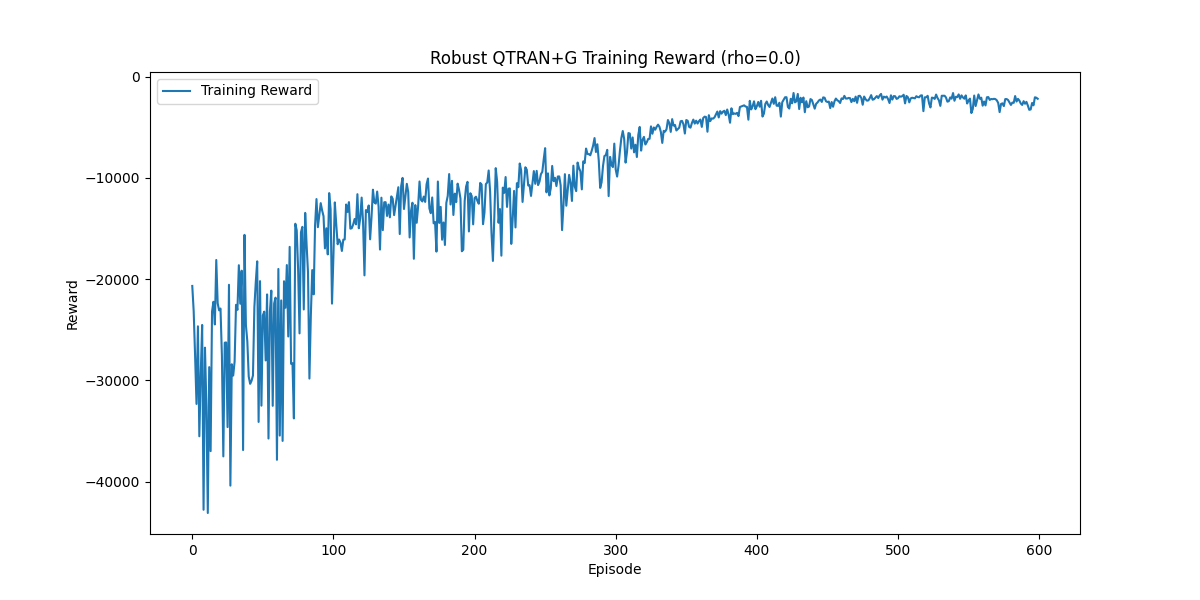 Robust QTRAN+G Training Reward (rho=0.0)
Training Reward
Reward
0
−10000
−20000
−30000
−40000
0 100 200 300 400 500 600
Episode